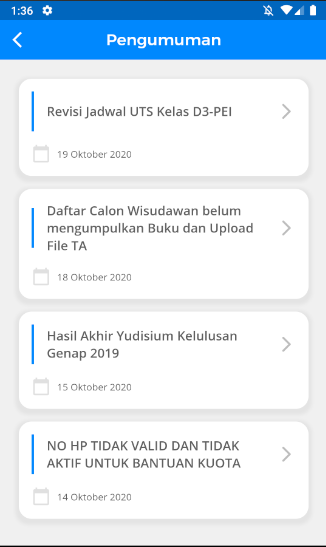 1:36
Pengumuman
Revisi Jadwal UTS Kelas D3-PEI
19 Oktober 2020
Daftar Calon Wisudawan belum
mengumpulkan Buku dan Upload
File TA
18 Oktober 2020
Hasil Akhir Yudisium Kelulusan
Genap 2019
15 Oktober 2020
NO HP TIDAK VALID DAN TIDAK
AKTIF UNTUK BANTUAN KUOTA
14 Oktober 2020